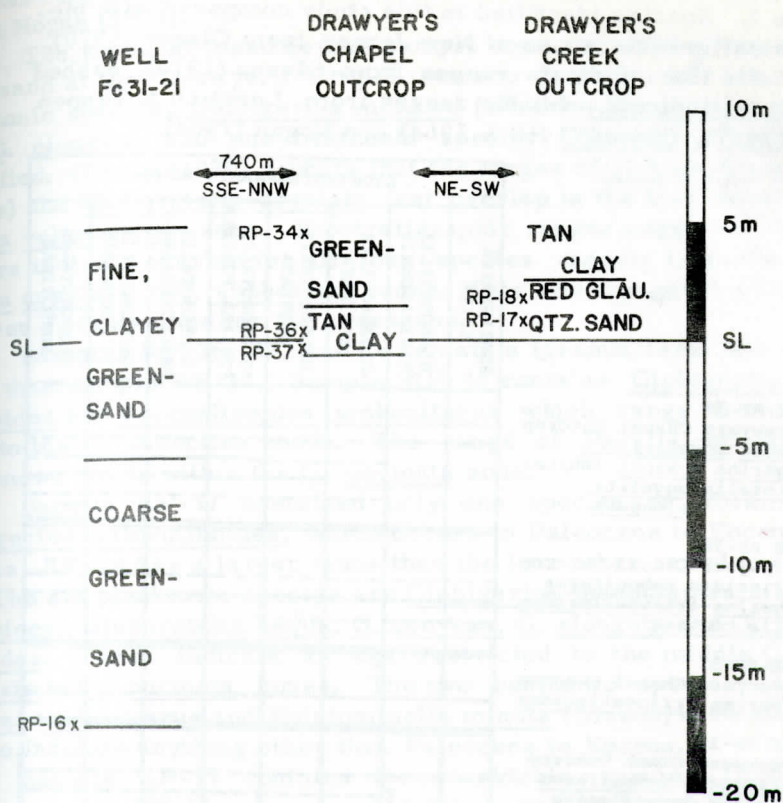 WELL
Fc 31-21
DRAWYER'S
CHAPEL
OUTCROP
DRAWYER'S
CREEK
OUTCROP
740m
SSE-NNW
NE-SW
FINE,
CLAYEY
GREEN-
SAND
COARSE
GREEN-
SAND
RP-16x
SL
RP-34x
GREEN-
SAND
RP-36x
TAN
RP-37x
CLAY
TAN
CLAY
RP-18x RED GLAU.
RP-17x QTZ. SAND
10m
5m
SL
-5m
-10m
-15m
-20m